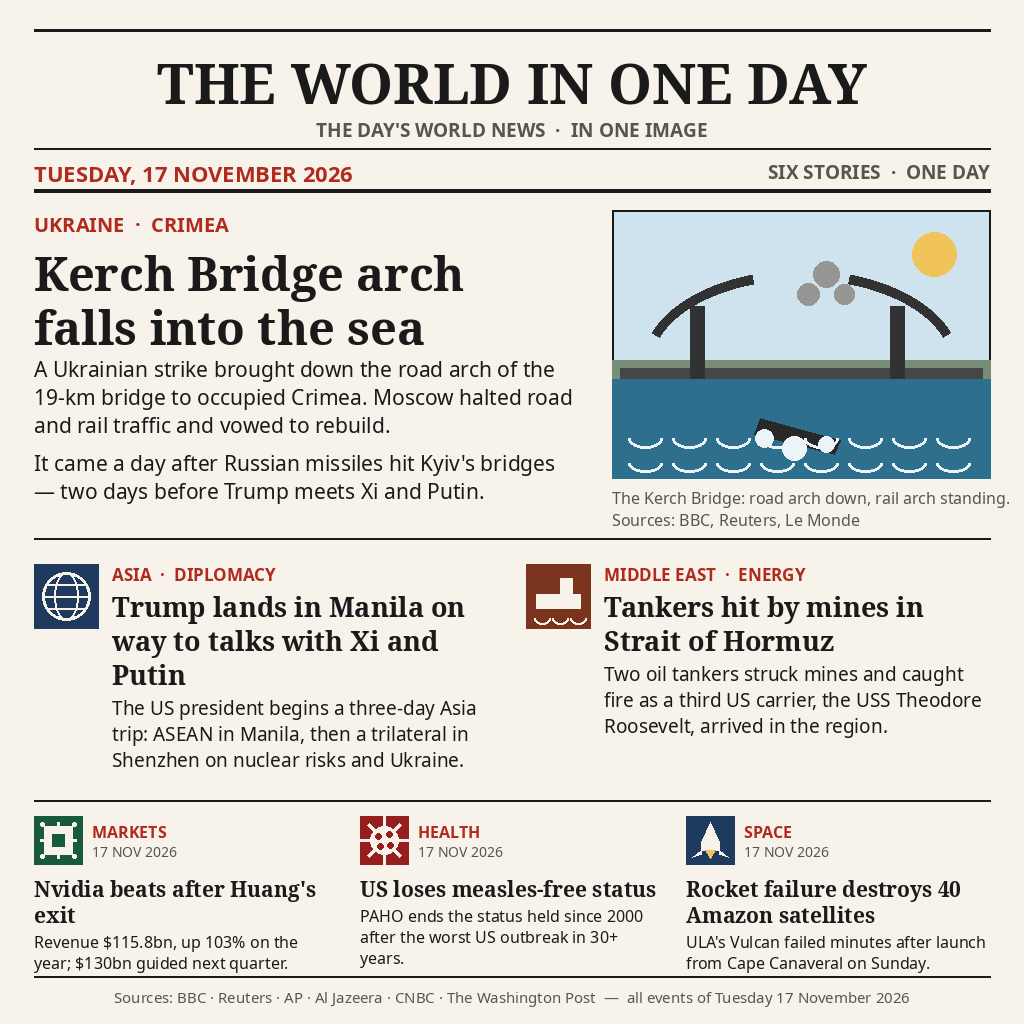 THE WORLD IN ONE DAY
THE DAY'S WORLD NEWS · IN ONE IMAGE
TUESDAY, 17 NOVEMBER 2026
SIX STORIES · ONE DAY
UKRAINE · CRIMEA
Kerch Bridge arch
falls into the sea
A Ukrainian strike brought down the road arch of the
19-km bridge to occupied Crimea. Moscow halted road
and rail traffic and vowed to rebuild.
It came a day after Russian missiles hit Kyiv's bridges
— two days before Trump meets Xi and Putin.
The Kerch Bridge: road arch down, rail arch standing.
Sources: BBC, Reuters, Le Monde
ASIA · DIPLOMACY
Trump lands in Manila on
way to talks with Xi and
Putin
The US president begins a three-day Asia
trip: ASEAN in Manila, then a trilateral in
Shenzhen on nuclear risks and Ukraine.
MIDDLE EAST · ENERGY
Tankers hit by mines in
Strait of Hormuz
Two oil tankers struck mines and caught
fire as a third US carrier, the USS Theodore
Roosevelt, arrived in the region.
MARKETS
17 NOV 2026
Nvidia beats after Huang's
exit
Revenue $115.8bn, up 103% on the
year; $130bn guided next quarter.
HEALTH
17 NOV 2026
US loses measles-free status
PAHO ends the status held since 2000
after the worst US outbreak in 30+
years.
SPACE
17 NOV 2026
Rocket failure destroys 40
Amazon satellites
ULA's Vulcan failed minutes after launch
from Cape Canaveral on Sunday.
Sources: BBC · Reuters · AP · Al Jazeera · CNBC · The Washington Post — all events of Tuesday 17 November 2026